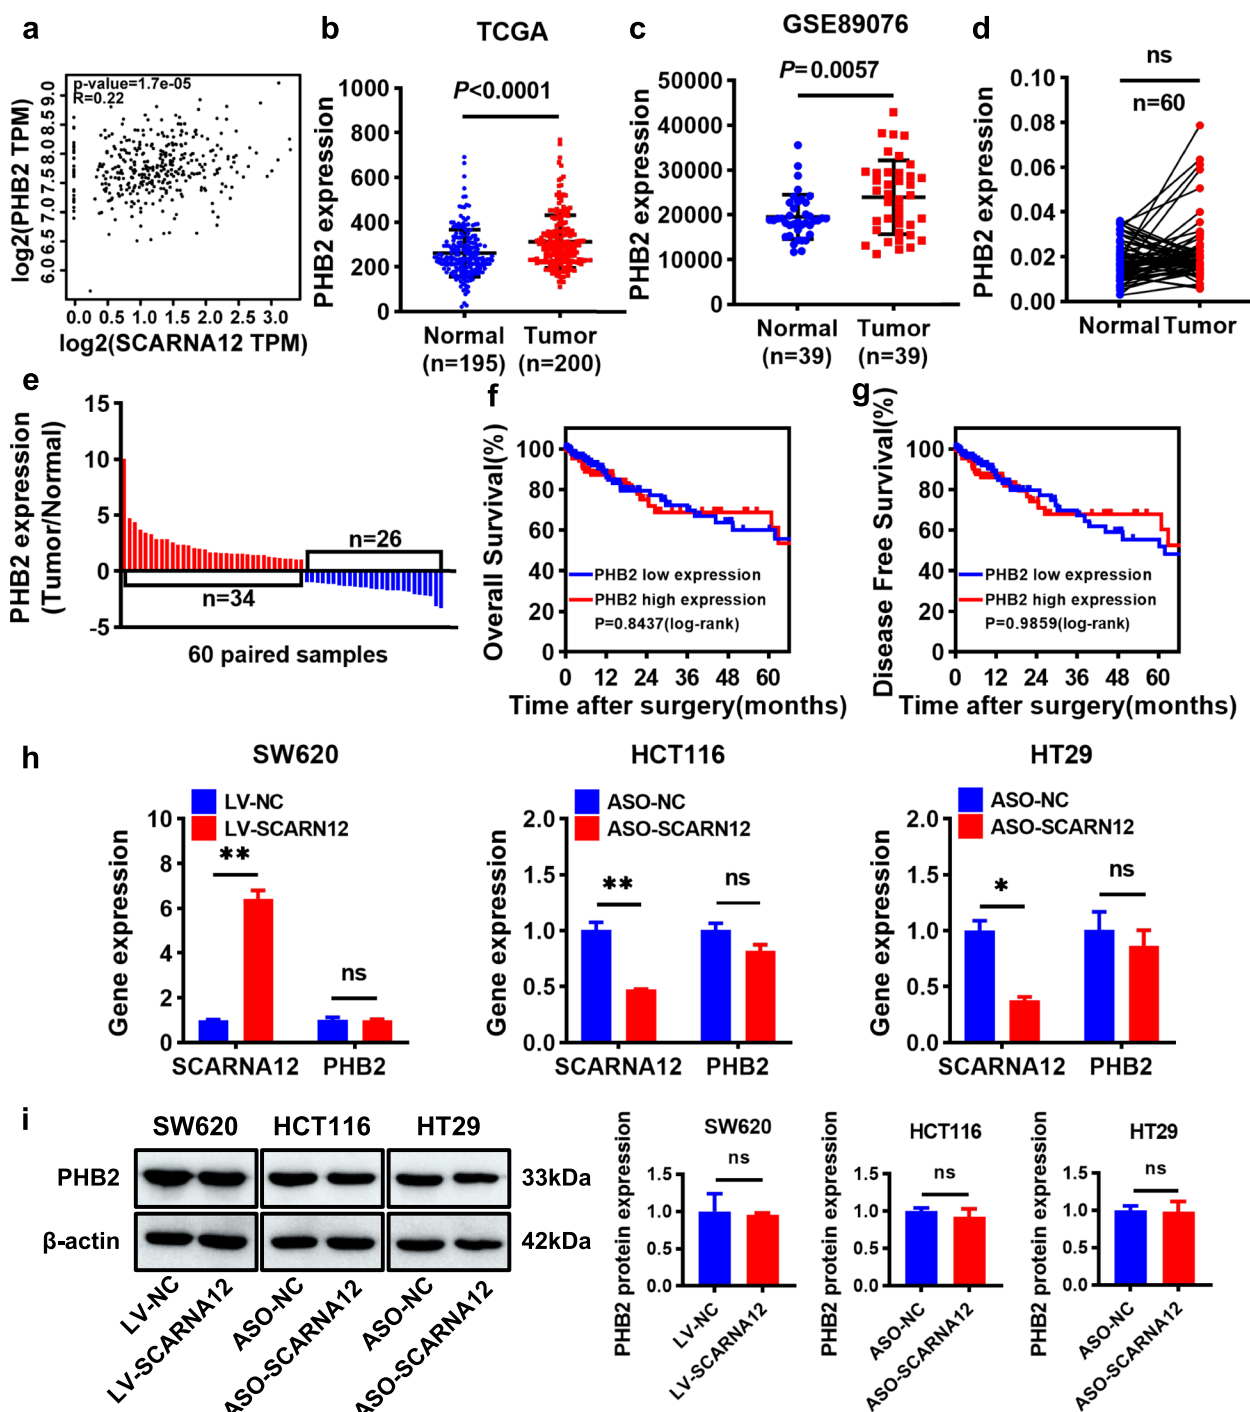 a
p-value=1.7e-05
R=0.22
log2(PHB2 TPM)
6.0 6.5 7.0 7.5 8.0 8.5 9.0
0.0 0.5 1.0 1.5 2.0 2.5 3.0
log2(SCARNA12 TPM)
b
TCGA
P<0.0001
PHB2 expression
1000
800
600
400
200
0
Normal Tumor
(n=195) (n=200)
c
GSE89076
P=0.0057
PHB2 expression
50000
40000
30000
20000
10000
0
Normal Tumor
(n=39) (n=39)
d
ns
n=60
PHB2 expression
0.10
0.08
0.06
0.04
0.02
0.00
Normal Tumor
e
PHB2 expression
(Tumor/Normal)
15
10
5
0
-5
n=26
n=34
60 paired samples
f
Overall Survival(%)
100
80
60
40
20
0
PHB2 low expression
PHB2 high expression
P=0.8437(log-rank)
0 12 24 36 48 60
Time after surgery(months)
g
Disease Free Survival(%)
100
80
60
40
20
0
PHB2 low expression
PHB2 high expression
P=0.9859(log-rank)
0 12 24 36 48 60
Time after surgery(months)
h
SW620
LV-NC
LV-SCARN12
Gene expression
10
8
6
4
2
0
**
ns
SCARNA12 PHB2
HCT116
ASO-NC
ASO-SCARN12
Gene expression
2.0
1.5
1.0
0.5
0.0
**
ns
SCARNA12 PHB2
HT29
ASO-NC
ASO-SCARN12
Gene expression
2.0
1.5
1.0
0.5
0.0
*
ns
SCARNA12 PHB2
i
SW620 HCT116 HT29
PHB2 33kDa
β-actin 42kDa
LV-NC
LV-SCARNA12
ASO-NC
ASO-SCARNA12
ASO-NC
ASO-SCARNA12
SW620
ns
PHB2 protein expression
1.5
1.0
0.5
0.0
LV-NC
LV-SCARNA12
HCT116
ns
PHB2 protein expression
1.5
1.0
0.5
0.0
ASO-NC
ASO-SCARNA12
HT29
ns
PHB2 protein expression
1.5
1.0
0.5
0.0
ASO-NC
ASO-SCARNA12